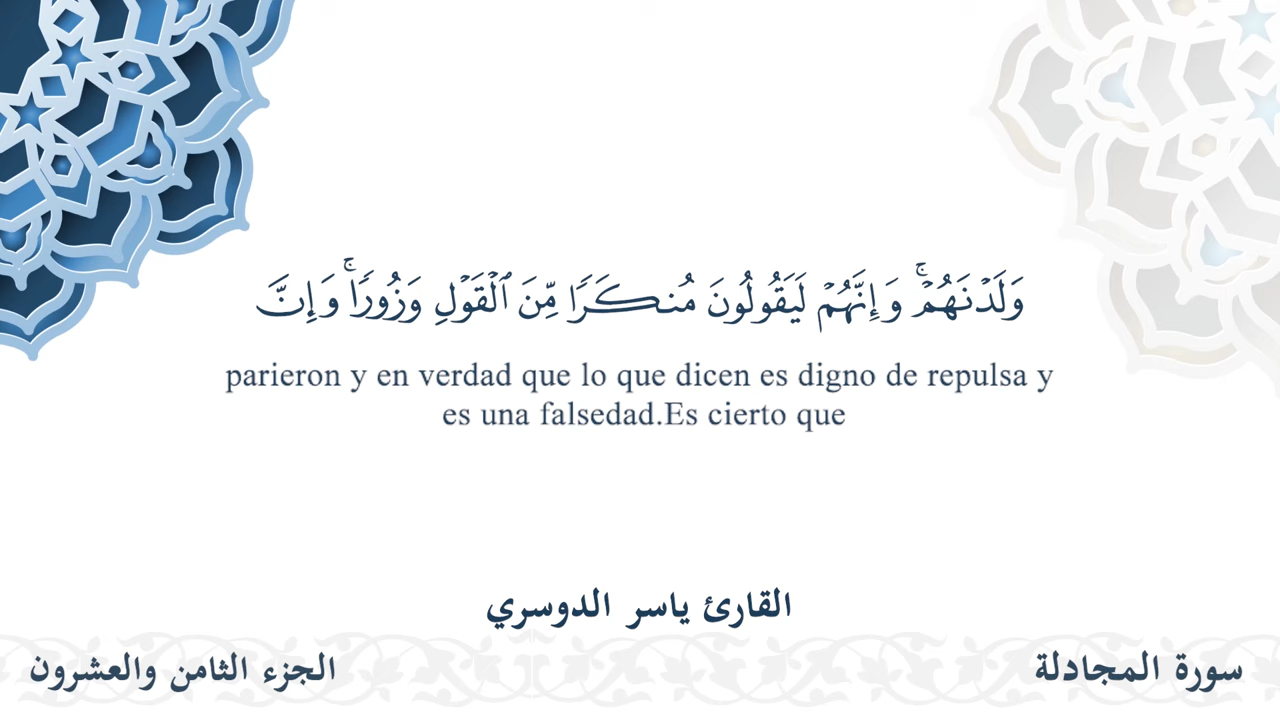 وَلَدْنَهُمْ ۚ وَإِنَّهُمْ لَيَقُولُونَ مُنكَرًا مِّنَ ٱلْقَوْلِ وَزُورًا ۚ وَإِنَّ
parieron y en verdad que lo que dicen es digno de repulsa y
es una falsedad.Es cierto que
القارئ ياسر الدوسري
سورة المجادلة
الجزء الثامن والعشرون